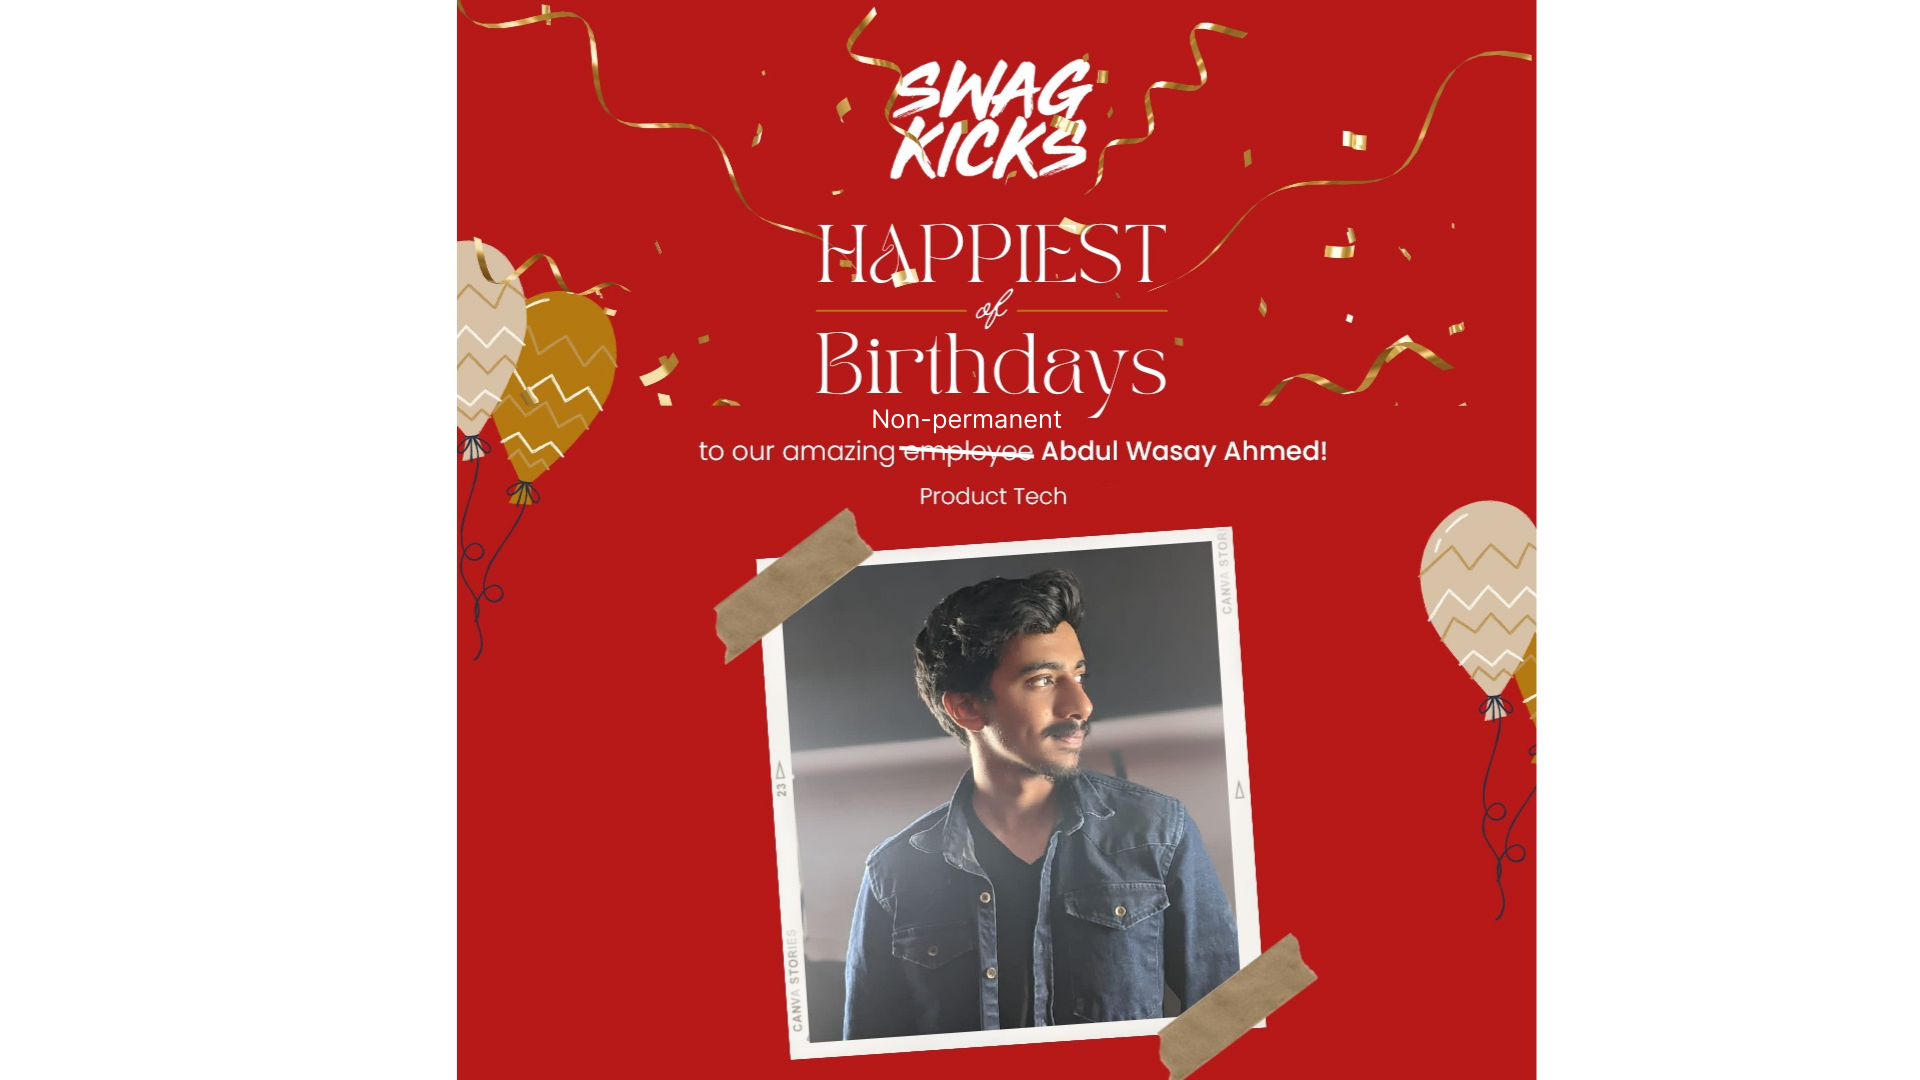 SWAG
KICKS
HAPPIEST
of
Birthdays
Non-permanent
to our amazing employee Abdul Wasay Ahmed!
Product Tech
CANVA STOR
23
CANVA STORIES